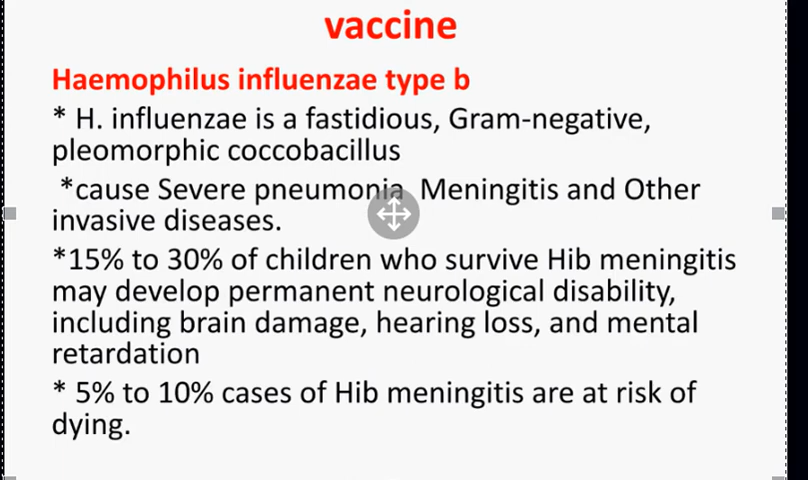 vaccine
Haemophilus influenzae type b
* H. influenzae is a fastidious, Gram-negative,
pleomorphic coccobacillus
*cause Severe pneumonia Meningitis and Other
invasive diseases.
*15% to 30% of children who survive Hib meningitis
may develop permanent neurological disability,
including brain damage, hearing loss, and mental
retardation
* 5% to 10% cases of Hib meningitis are at risk of
dying.